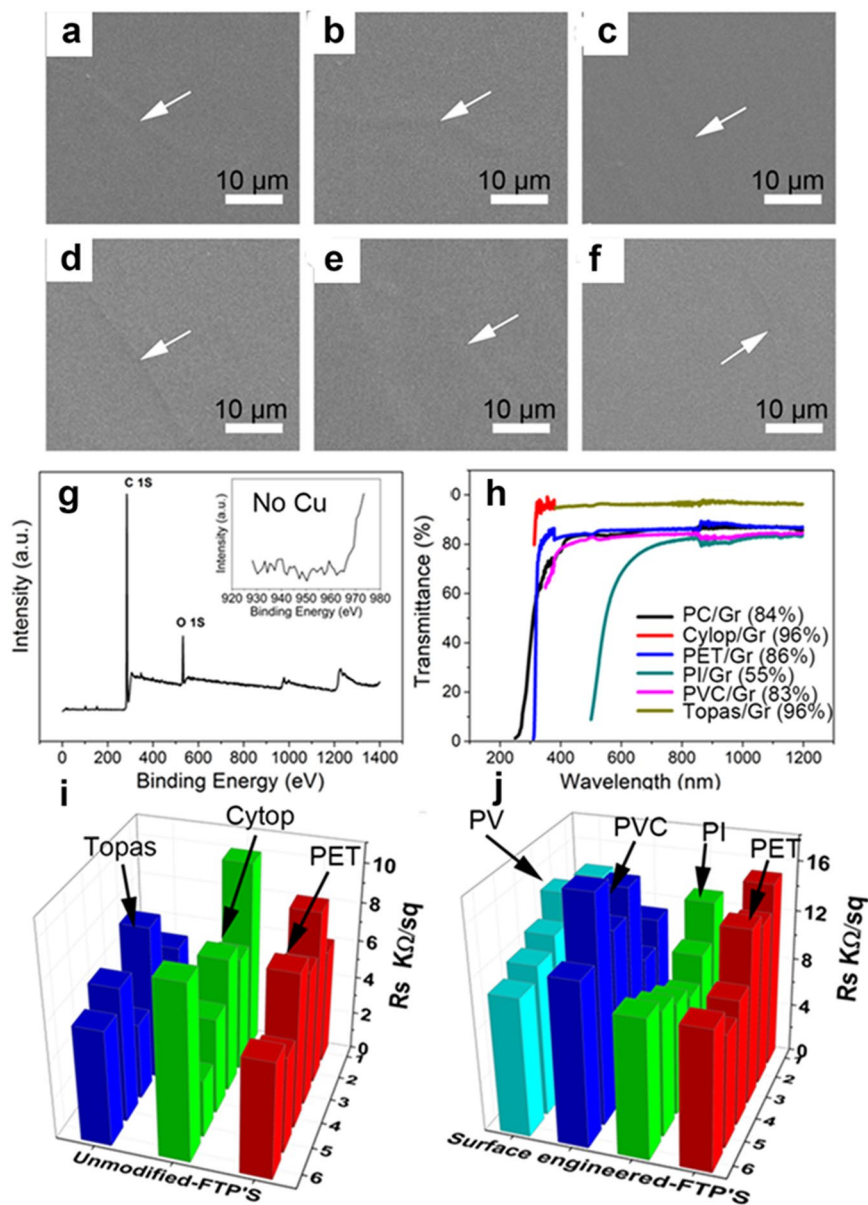 a
b
c
10 µm
10 µm
10 µm
d
e
f
10 µm
10 µm
10 µm
g
C 1S
O 1S
No Cu
Intensity (a.u.)
920 930 940 950 960 970 980
Binding Energy (eV)
Intensity (a.u.)
0 200 400 600 800 1000 1200 1400
Binding Energy (eV)
h
Transmittance (%)
0
80
60
40
20
0
PC/Gr (84%)
Cylop/Gr (96%)
PET/Gr (86%)
PI/Gr (55%)
PVC/Gr (83%)
Topas/Gr (96%)
200 400 600 800 1000 1200
Wavelength (nm)
i
Topas
Cytop
PET
10
8
6
4
2
0
Rs KΩ/sq
1
2
3
4
5
6
Unmodified-FTP'S
j
PV
PVC
PI
PET
16
12
8
4
0
Rs KΩ/sq
1
2
3
4
5
6
Surface engineered-FTP'S